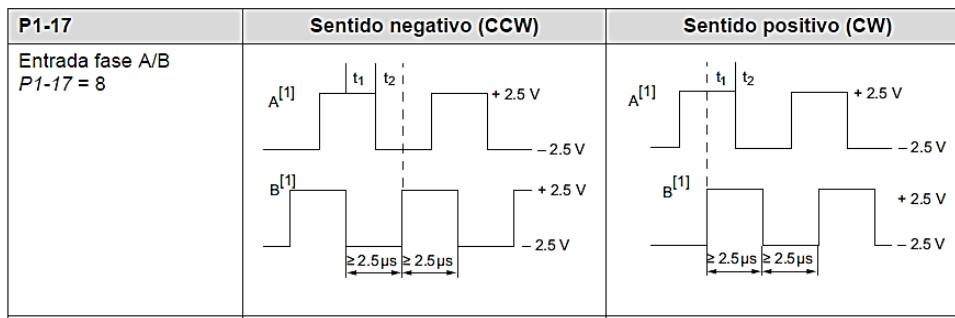 P1-17
Sentido negativo (CCW)
Sentido positivo (CW)
Entrada fase A/B
P1-17 = 8
t1 t2
A[1]
+ 2.5 V
– 2.5 V
B[1]
+ 2.5 V
– 2.5 V
≥ 2.5µs ≥ 2.5µs
t1 t2
A[1]
+ 2.5 V
– 2.5 V
B[1]
+ 2.5 V
– 2.5 V
≥ 2.5µs ≥ 2.5µs